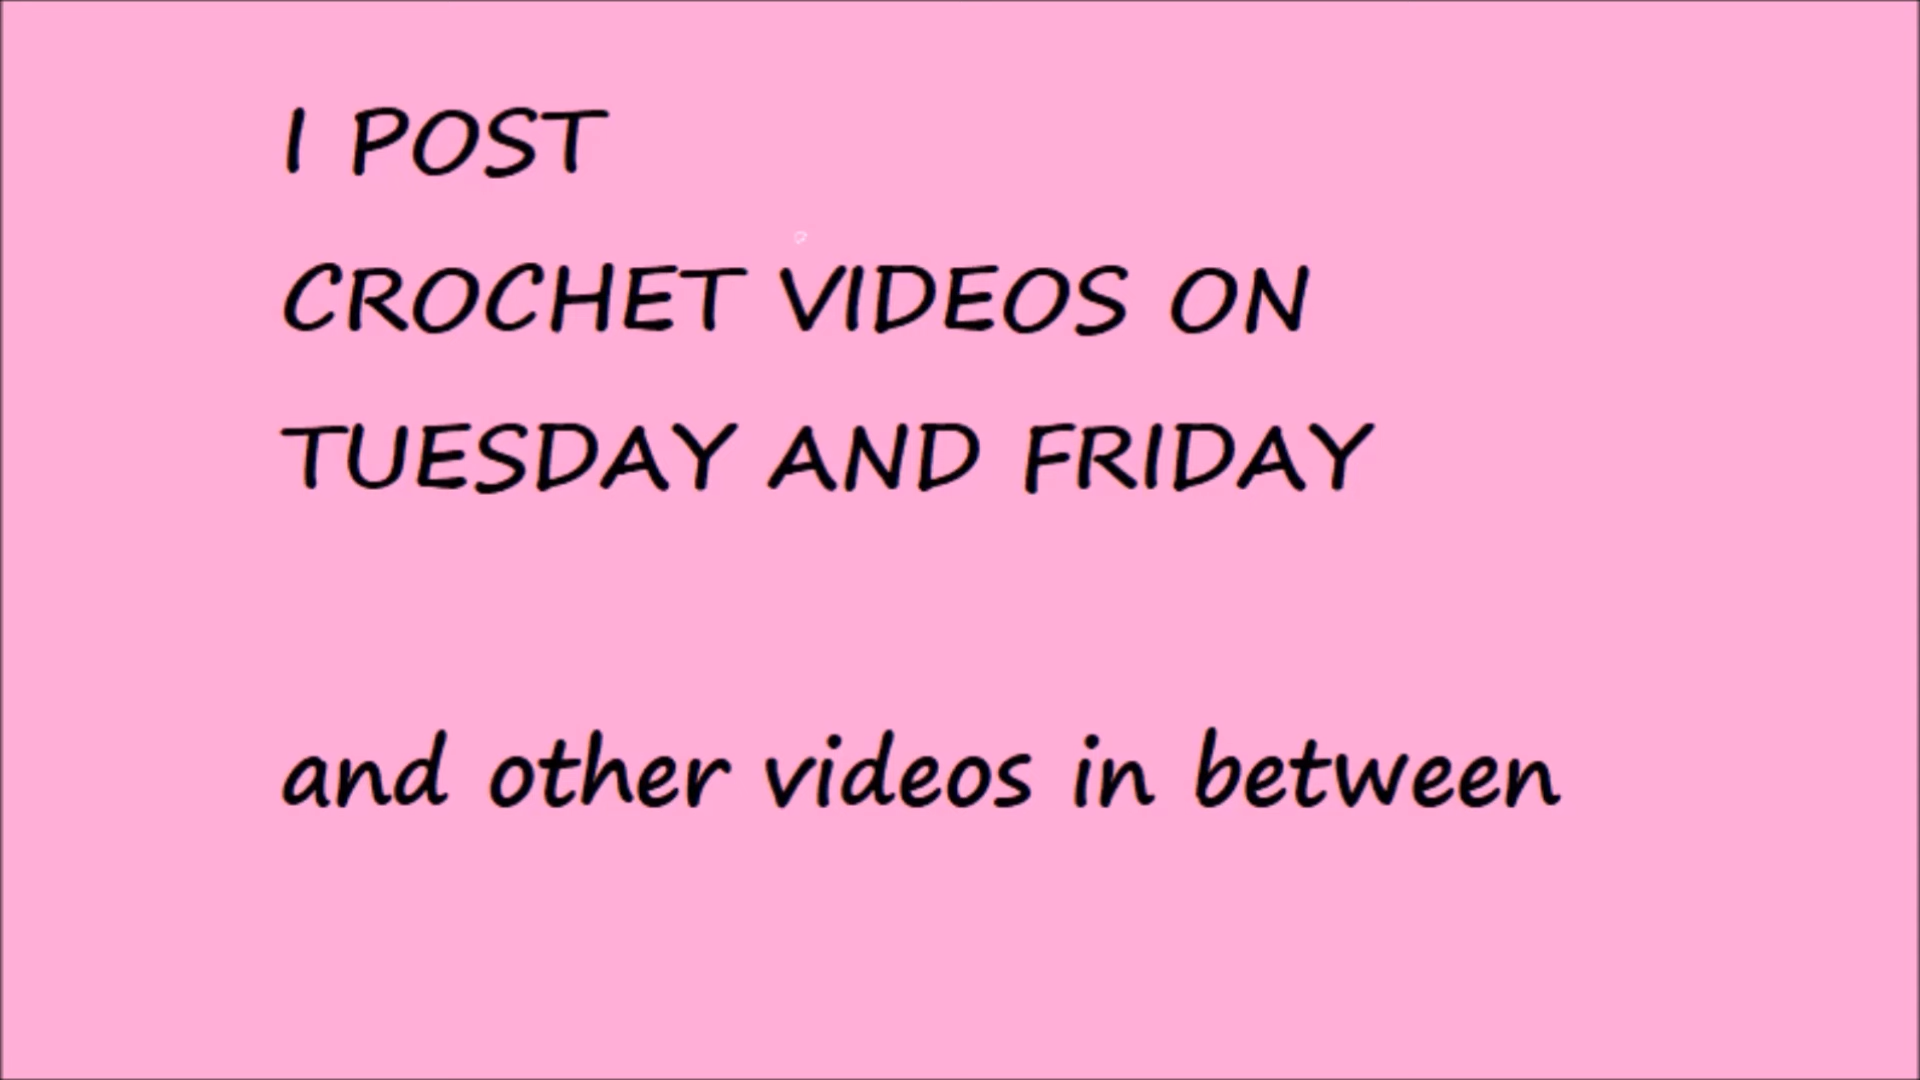 I POST
CROCHET VIDEOS ON
TUESDAY AND FRIDAY
and other videos in between